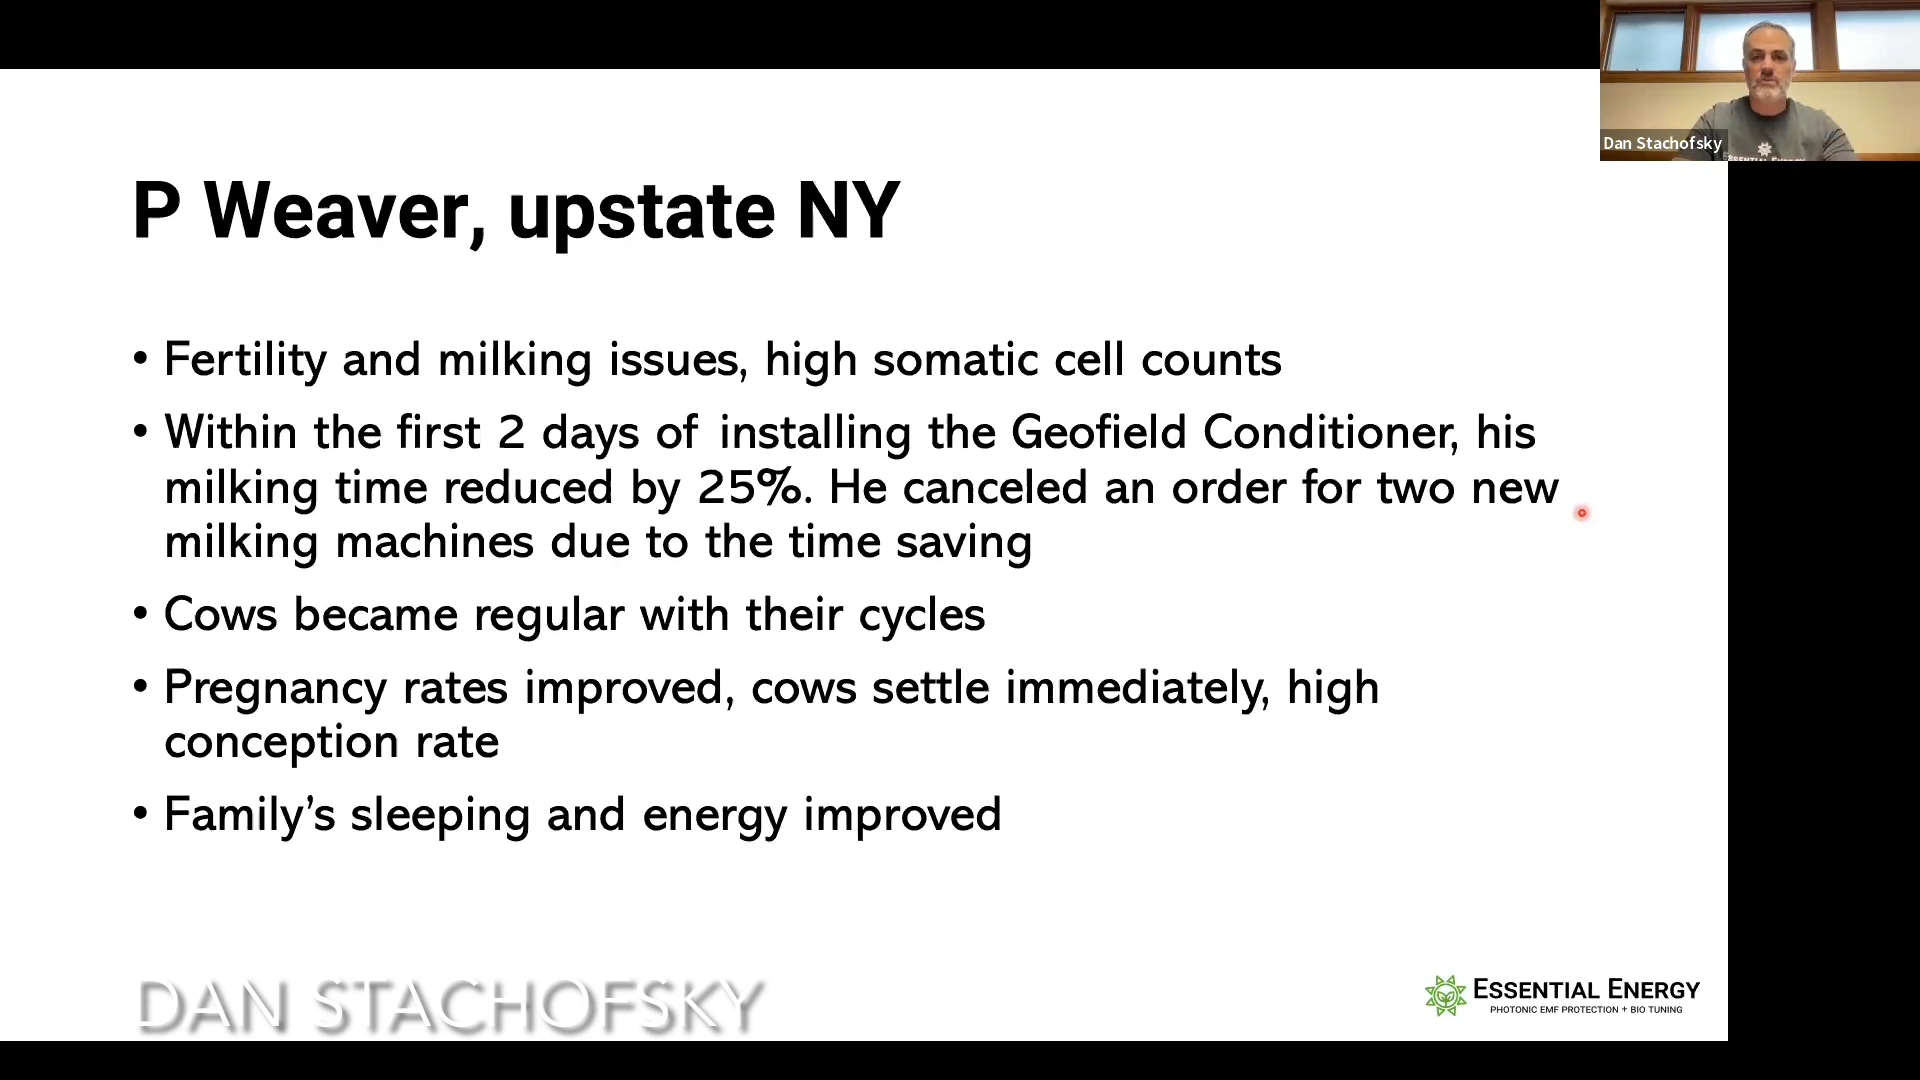 Dan Stachofsky
ESSENTIAL ENERGY
P Weaver, upstate NY
• Fertility and milking issues, high somatic cell counts
• Within the first 2 days of installing the Geofield Conditioner, his
milking time reduced by 25%. He canceled an order for two new
milking machines due to the time saving
• Cows became regular with their cycles
• Pregnancy rates improved, cows settle immediately, high
conception rate
• Family’s sleeping and energy improved
DAN STACHOFSKY
ESSENTIAL ENERGY
PHOTONIC EMF PROTECTION + BIO TUNING